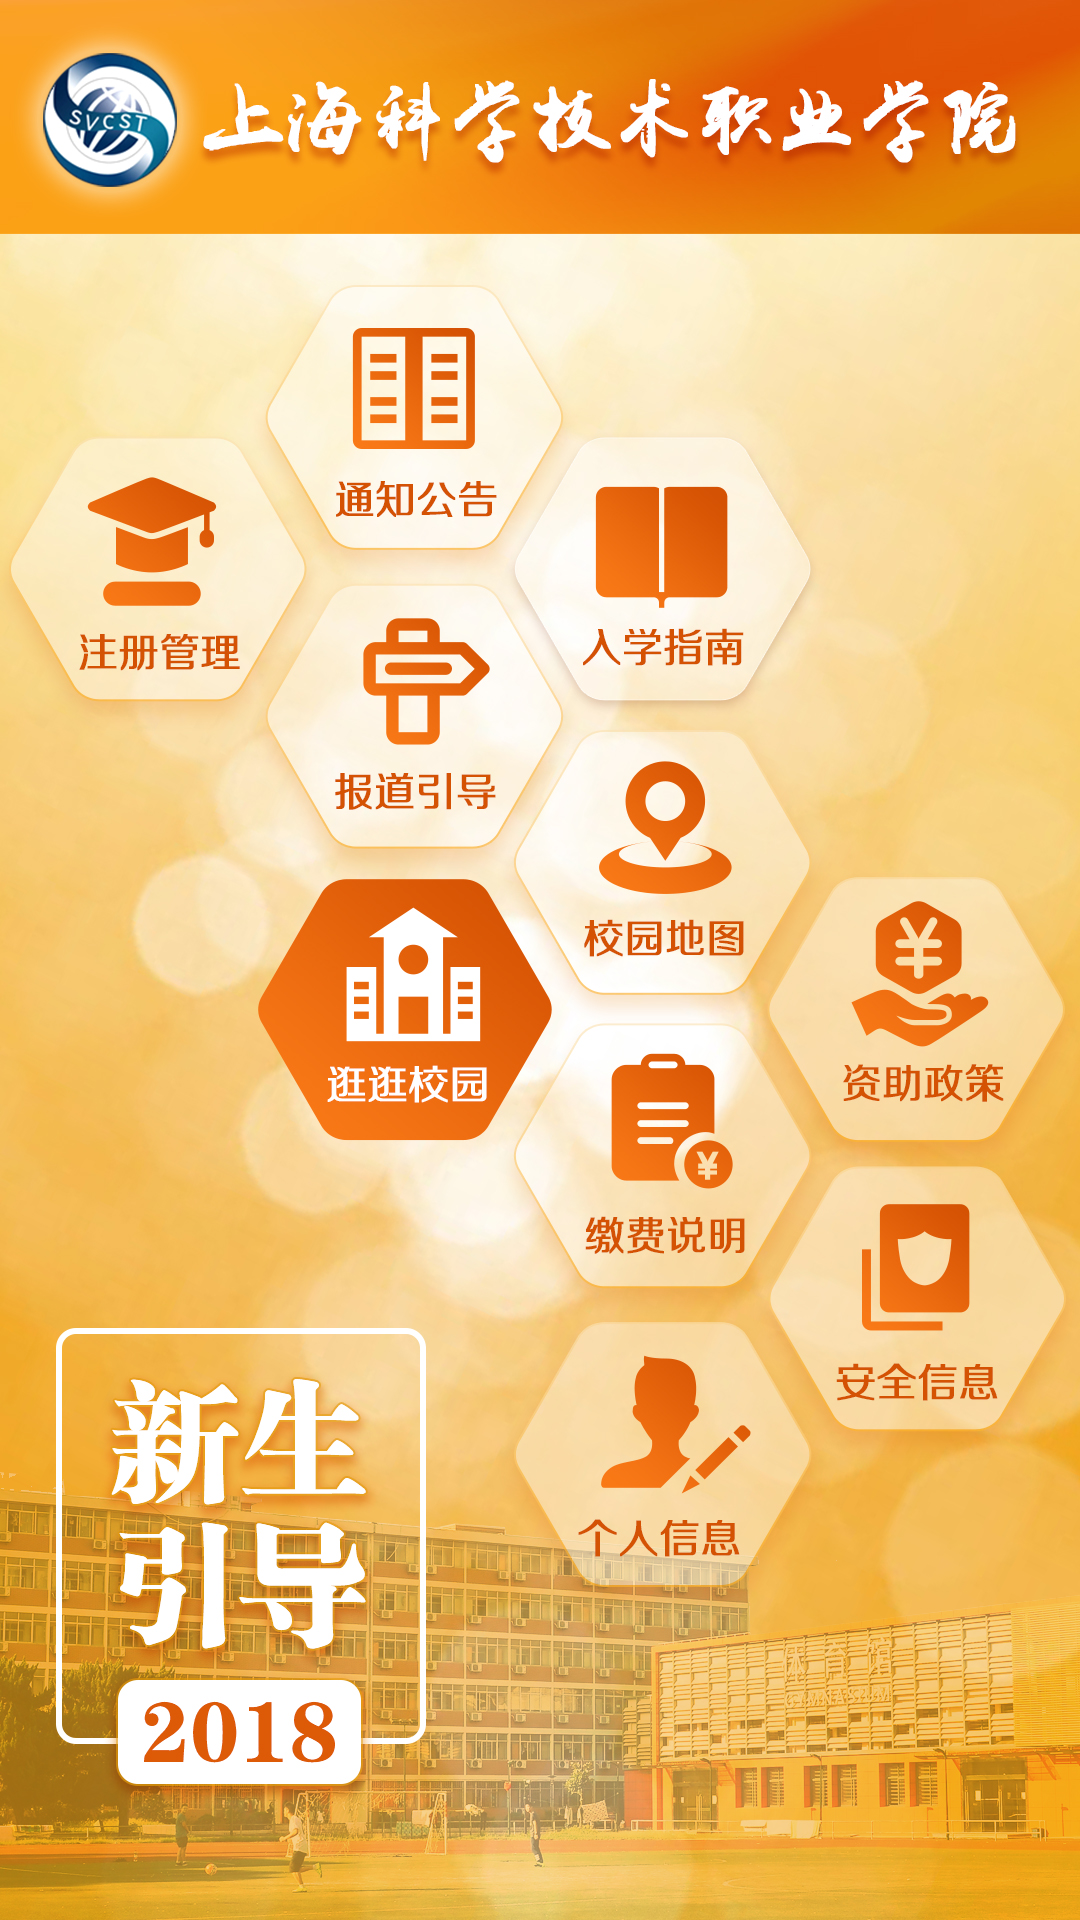 SVCST
上海科学技术职业学院
通知公告
注册管理
入学指南
报道引导
校园地图
逛逛校园
资助政策
缴费说明
安全信息
个人信息
新生
引导
2018
体育馆
GYMNASIUM